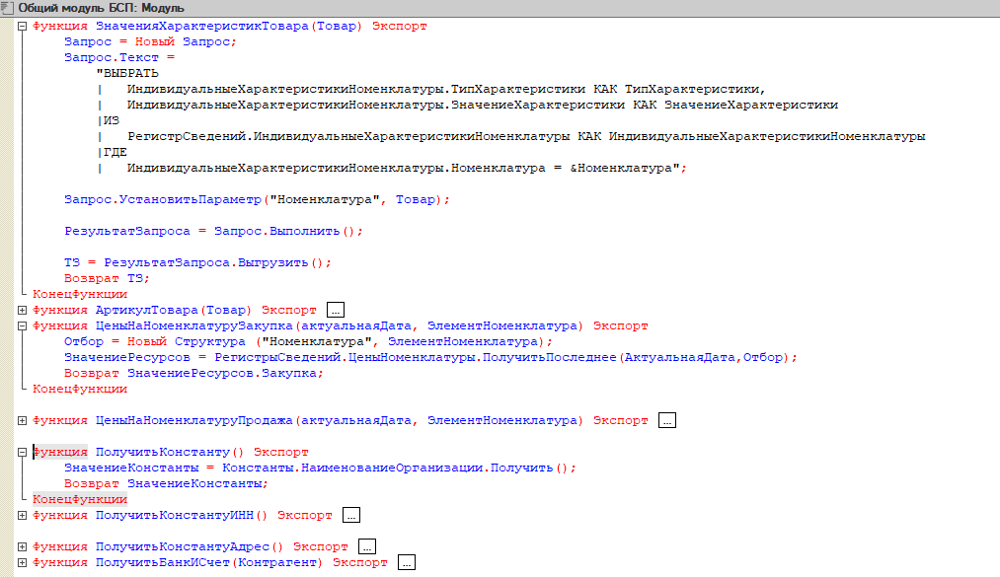 Общий модуль БСП: Модуль
Функция ЗначенияХарактеристикТовара(Товар) Экспорт
Запрос = Новый Запрос;
Запрос.Текст =
"ВЫБРАТЬ
| ИндивидуальныеХарактеристикиНоменклатуры.ТипХарактеристики КАК ТипХарактеристики,
| ИндивидуальныеХарактеристикиНоменклатуры.ЗначениеХарактеристики КАК ЗначениеХарактеристики
|ИЗ
| РегистрСведений.ИндивидуальныеХарактеристикиНоменклатуры КАК ИндивидуальныеХарактеристикиНоменклатуры
|ГДЕ
| ИндивидуальныеХарактеристикиНоменклатуры.Номенклатура = &Номенклатура";
Запрос.УстановитьПараметр("Номенклатура", Товар);
РезультатЗапроса = Запрос.Выполнить();
ТЗ = РезультатЗапроса.Выгрузить();
Возврат ТЗ;
КонецФункции
Функция АртикулТовара(Товар) Экспорт ...
Функция ЦеныНаНоменклатуруЗакупка(актуальнаяДата, ЭлементНоменклатура) Экспорт
Отбор = Новый Структура ("Номенклатура", ЭлементНоменклатура);
ЗначениеРесурсов = РегистрыСведений.ЦеныНоменклатуры.ПолучитьПоследнее(АктуальнаяДата,Отбор);
Возврат ЗначениеРесурсов.Закупка;
КонецФункции
Функция ЦеныНаНоменклатуруПродажа(актуальнаяДата, ЭлементНоменклатура) Экспорт ...
Функция ПолучитьКонстанту() Экспорт
ЗначениеКонстанты = Константы.НаименованиеОрганизации.Получить();
Возврат ЗначениеКонстанты;
КонецФункции
Функция ПолучитьКонстантуИНН() Экспорт ...
Функция ПолучитьКонстантуАдрес() Экспорт ...
Функция ПолучитьБанкИСчет(Контрагент) Экспорт ...